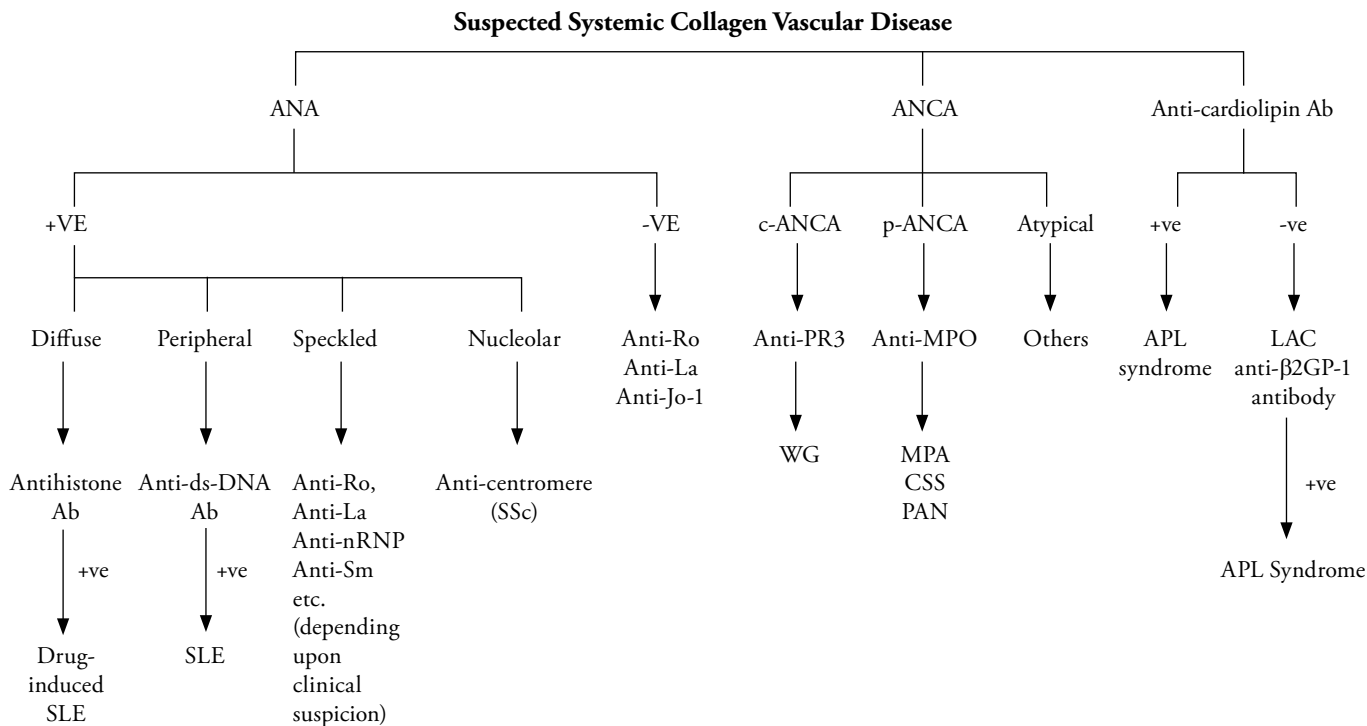 Suspected Systemic Collagen Vascular Disease
ANA
ANCA
Anti-cardiolipin Ab
+VE
-VE
c-ANCA
p-ANCA
Atypical
+ve
-ve
Diffuse
Peripheral
Speckled
Nucleolar
Anti-Ro
Anti-La
Anti-Jo-1
Anti-PR3
Anti-MPO
Others
APL
syndrome
LAC
anti-β2GP-1
antibody
Antihistone
Ab
Anti-ds-DNA
Ab
Anti-Ro,
Anti-La
Anti-nRNP
Anti-Sm
etc.
(depending
upon
clinical
suspicion)
Anti-centromere
(SSc)
WG
MPA
CSS
PAN
+ve
+ve
+ve
Drug-
induced
SLE
SLE
APL Syndrome